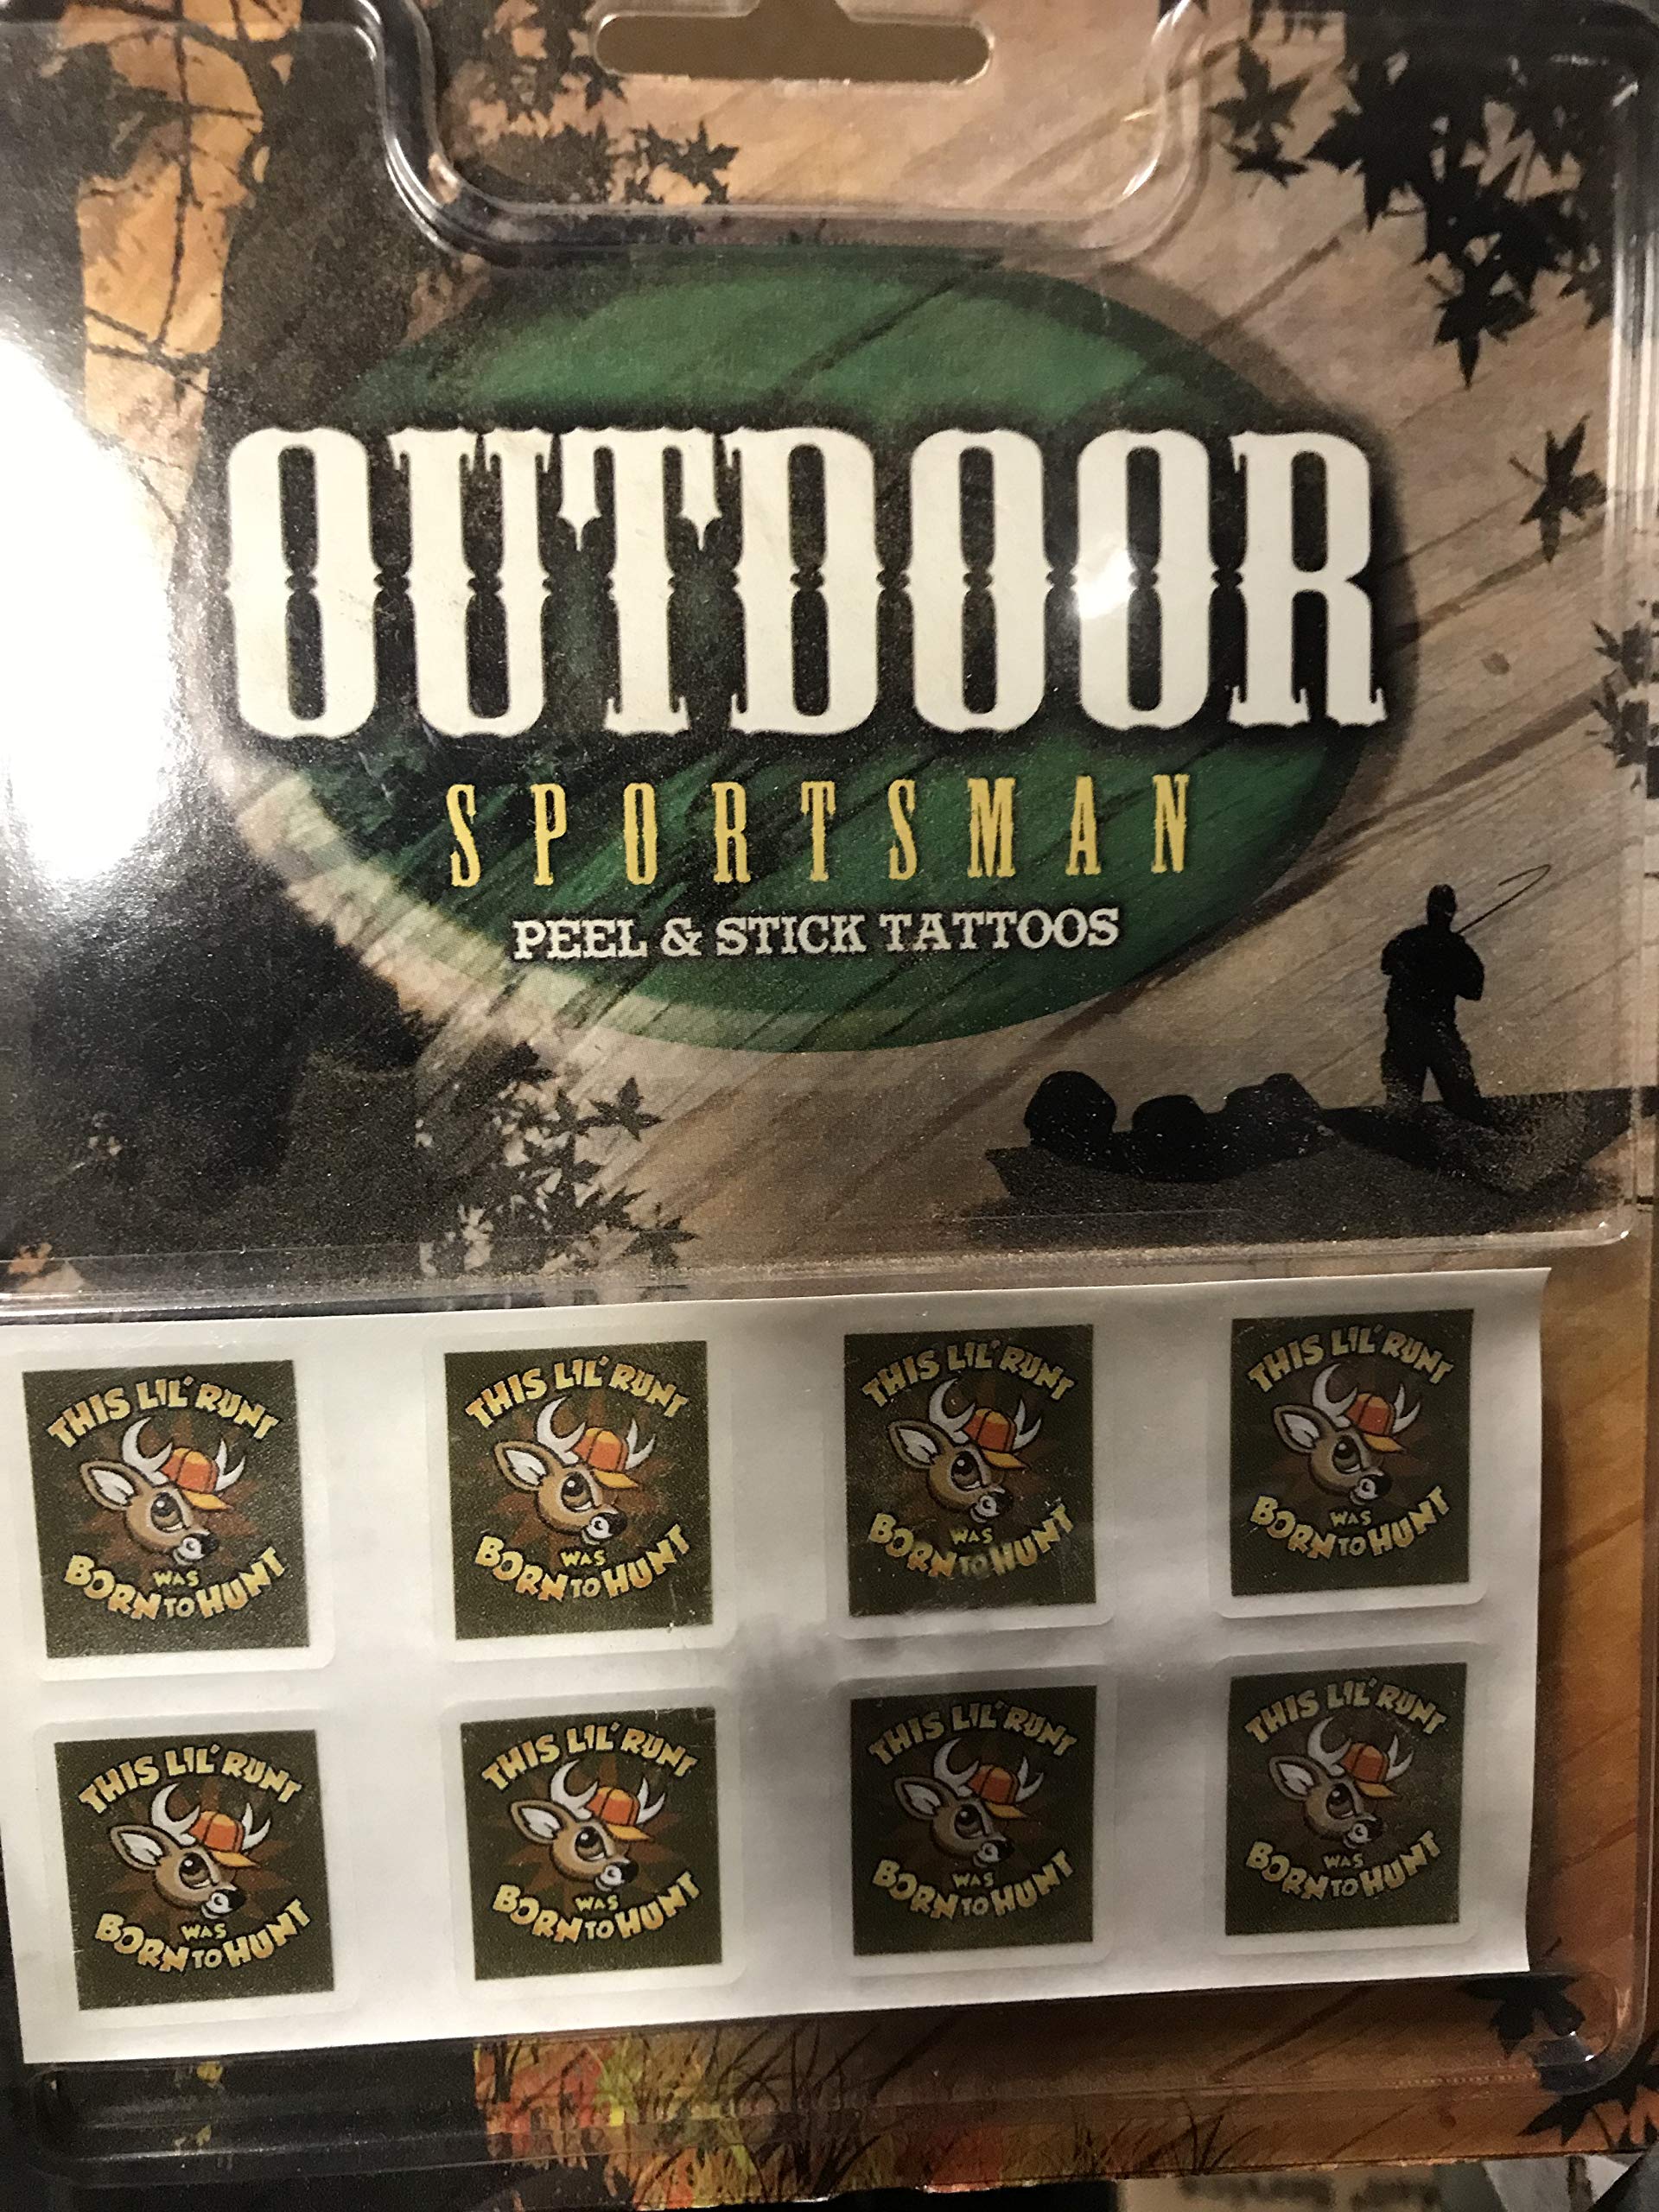 OUTDOOR
SPORTSMAN
PEEL & STICK TATTOOS
THIS LIL' RUNT
WAS
BORN TO HUNT
THIS LIL' RUNT
WAS
BORN TO HUNT
THIS LIL' RUNT
WAS
BORN TO HUNT
THIS LIL' RUNT
WAS
BORN TO HUNT
THIS LIL' RUNT
WAS
BORN TO HUNT
THIS LIL' RUNT
WAS
BORN TO HUNT
THIS LIL' RUNT
WAS
BORN TO HUNT
THIS LIL' RUNT
WAS
BORN TO HUNT